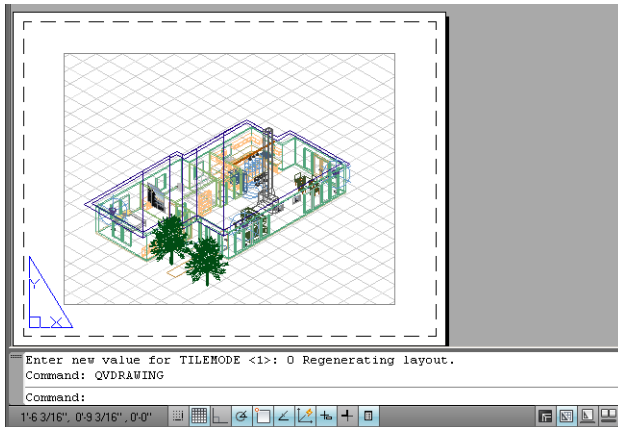 Y
X
Enter new value for TILEMODE <1>: 0 Regenerating layout.
Command: QVDRAWING
Command:
1'-6 3/16", 0'-9 3/16" , 0'-0"